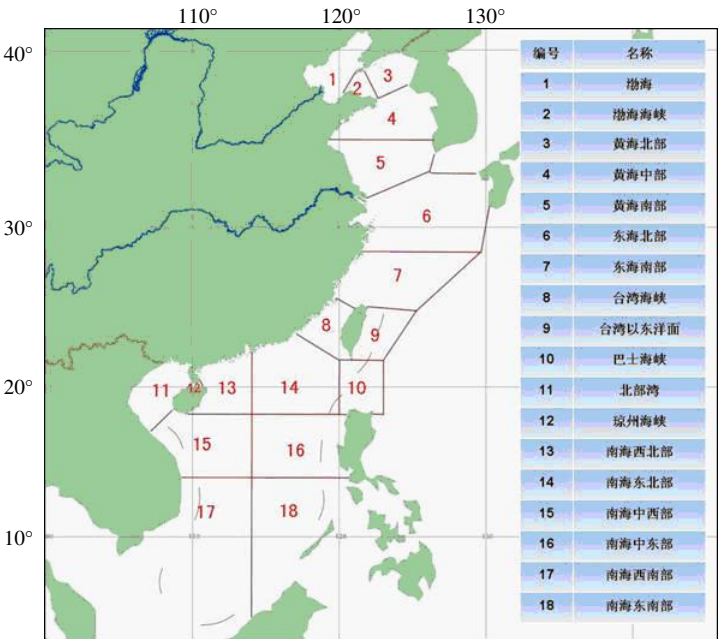 110° 120° 130°
40°
30°
20°
10°
1
2
3
4
5
6
7
8
9
11 12 13 14 10
15 16
17 18
110 120 130
编号 名称
1 渤海
2 渤海海峡
3 黄海北部
4 黄海中部
5 黄海南部
6 东海北部
7 东海南部
8 台湾海峡
9 台湾以东洋面
10 巴士海峡
11 北部湾
12 琼州海峡
13 南海西北部
14 南海东北部
15 南海中西部
16 南海中东部
17 南海西南部
18 南海东南部